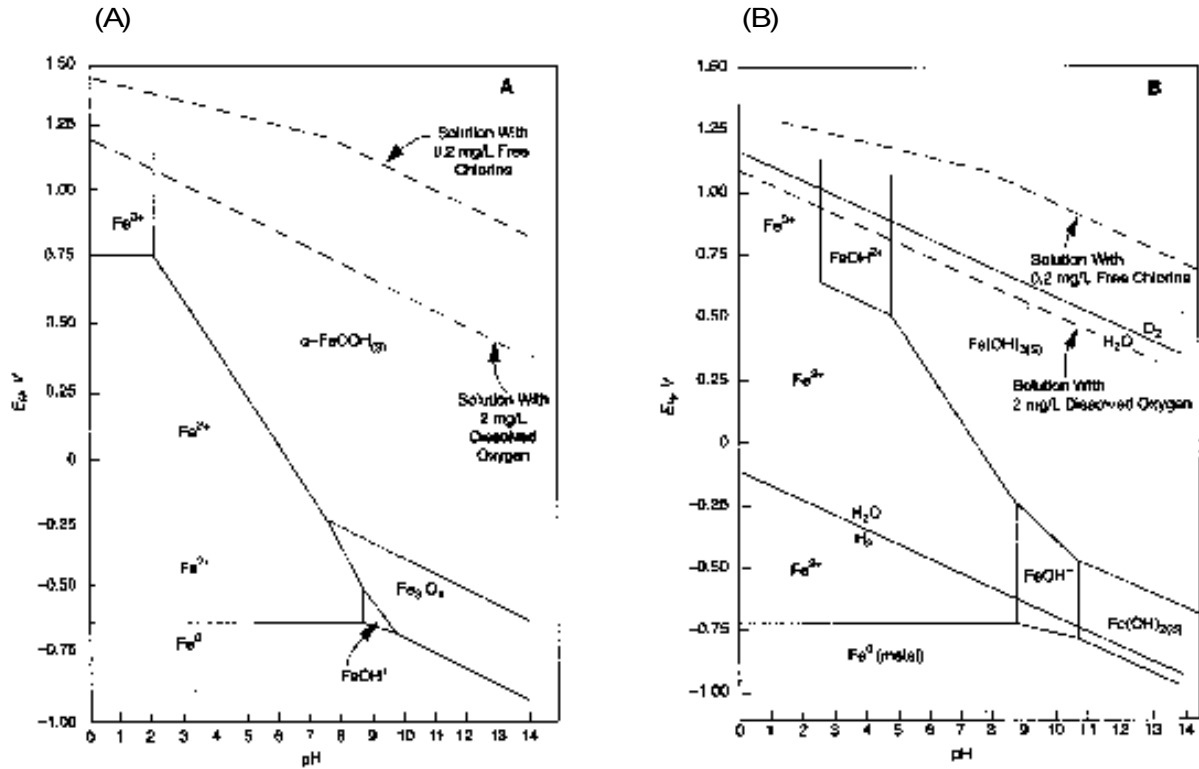 (A)
(B)
A
1.50
1.25
1.00
0.75
0.50
0.25
0
-0.25
-0.50
-0.75
-1.00
Solution With
0.2 mg/L Free
Chlorine
Fe³⁺
α-FeOOH(s)
Solution With
2 mg/L
Dissolved
Oxygen
Fe²⁺
Fe²⁺
Fe⁰
Fe₃O₄
FeOH⁺
0 1 2 3 4 5 6 7 8 9 10 11 12 13 14
pH
B
1.50
1.25
1.00
0.75
0.50
0.25
0
-0.25
-0.50
-0.75
-1.00
Fe³⁺
FeOH²⁺
Solution With
0.2 mg/L Free Chlorine
O₂
H₂O
Fe(OH)₃(s)
Solution With
2 mg/L Dissolved Oxygen
Fe²⁺
H₂O
H₂
Fe²⁺
Fe(OH)₂(s)
Fe⁰ (metal)
0 1 2 3 4 5 6 7 8 9 10 11 12 13 14
pH